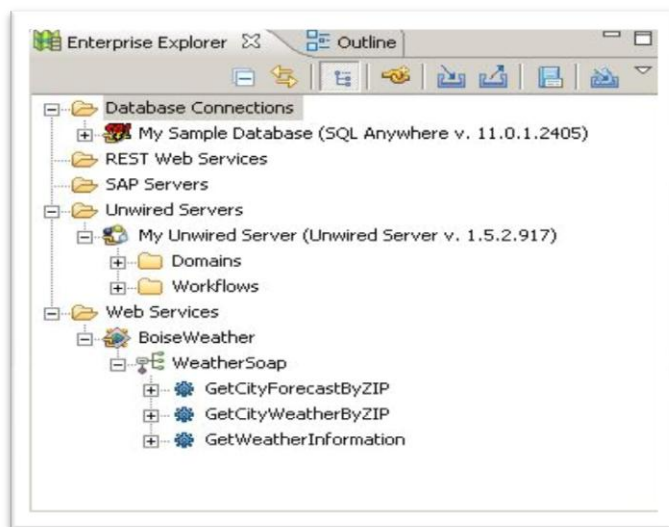 Enterprise Explorer
Outline
Database Connections
My Sample Database (SQL Anywhere v. 11.0.1.2405)
REST Web Services
SAP Servers
Unwired Servers
My Unwired Server (Unwired Server v. 1.5.2.917)
Domains
Workflows
Web Services
BoiseWeather
WeatherSoap
GetCityForecastByZIP
GetCityWeatherByZIP
GetWeatherInformation